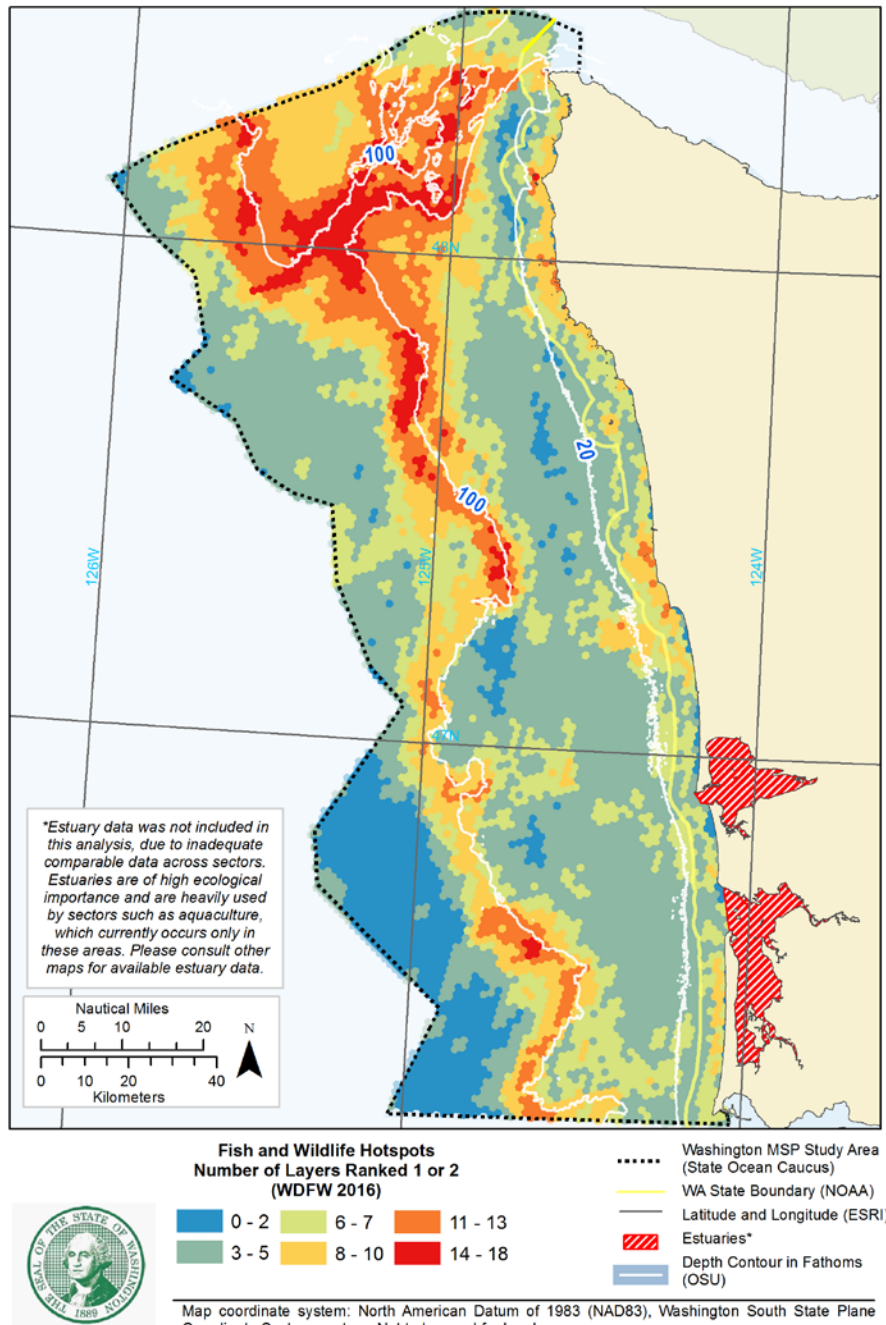 100
48N
20
100
126W
125W
124W
47N
*Estuary data was not included in
this analysis, due to inadequate
comparable data across sectors.
Estuaries are of high ecological
importance and are heavily used
by sectors such as aquaculture,
which currently occurs only in
these areas. Please consult other
maps for available estuary data.
Nautical Miles
0 5 10 20
N
0 10 20 40
Kilometers
Fish and Wildlife Hotspots
Number of Layers Ranked 1 or 2
(WDFW 2016)
0 - 2 6 - 7 11 - 13
3 - 5 8 - 10 14 - 18
Washington MSP Study Area
(State Ocean Caucus)
WA State Boundary (NOAA)
Latitude and Longitude (ESRI)
Estuaries*
Depth Contour in Fathoms
(OSU)
THE SEAL OF THE STATE OF WASHINGTON
1889
Map coordinate system: North American Datum of 1983 (NAD83), Washington South State Plane